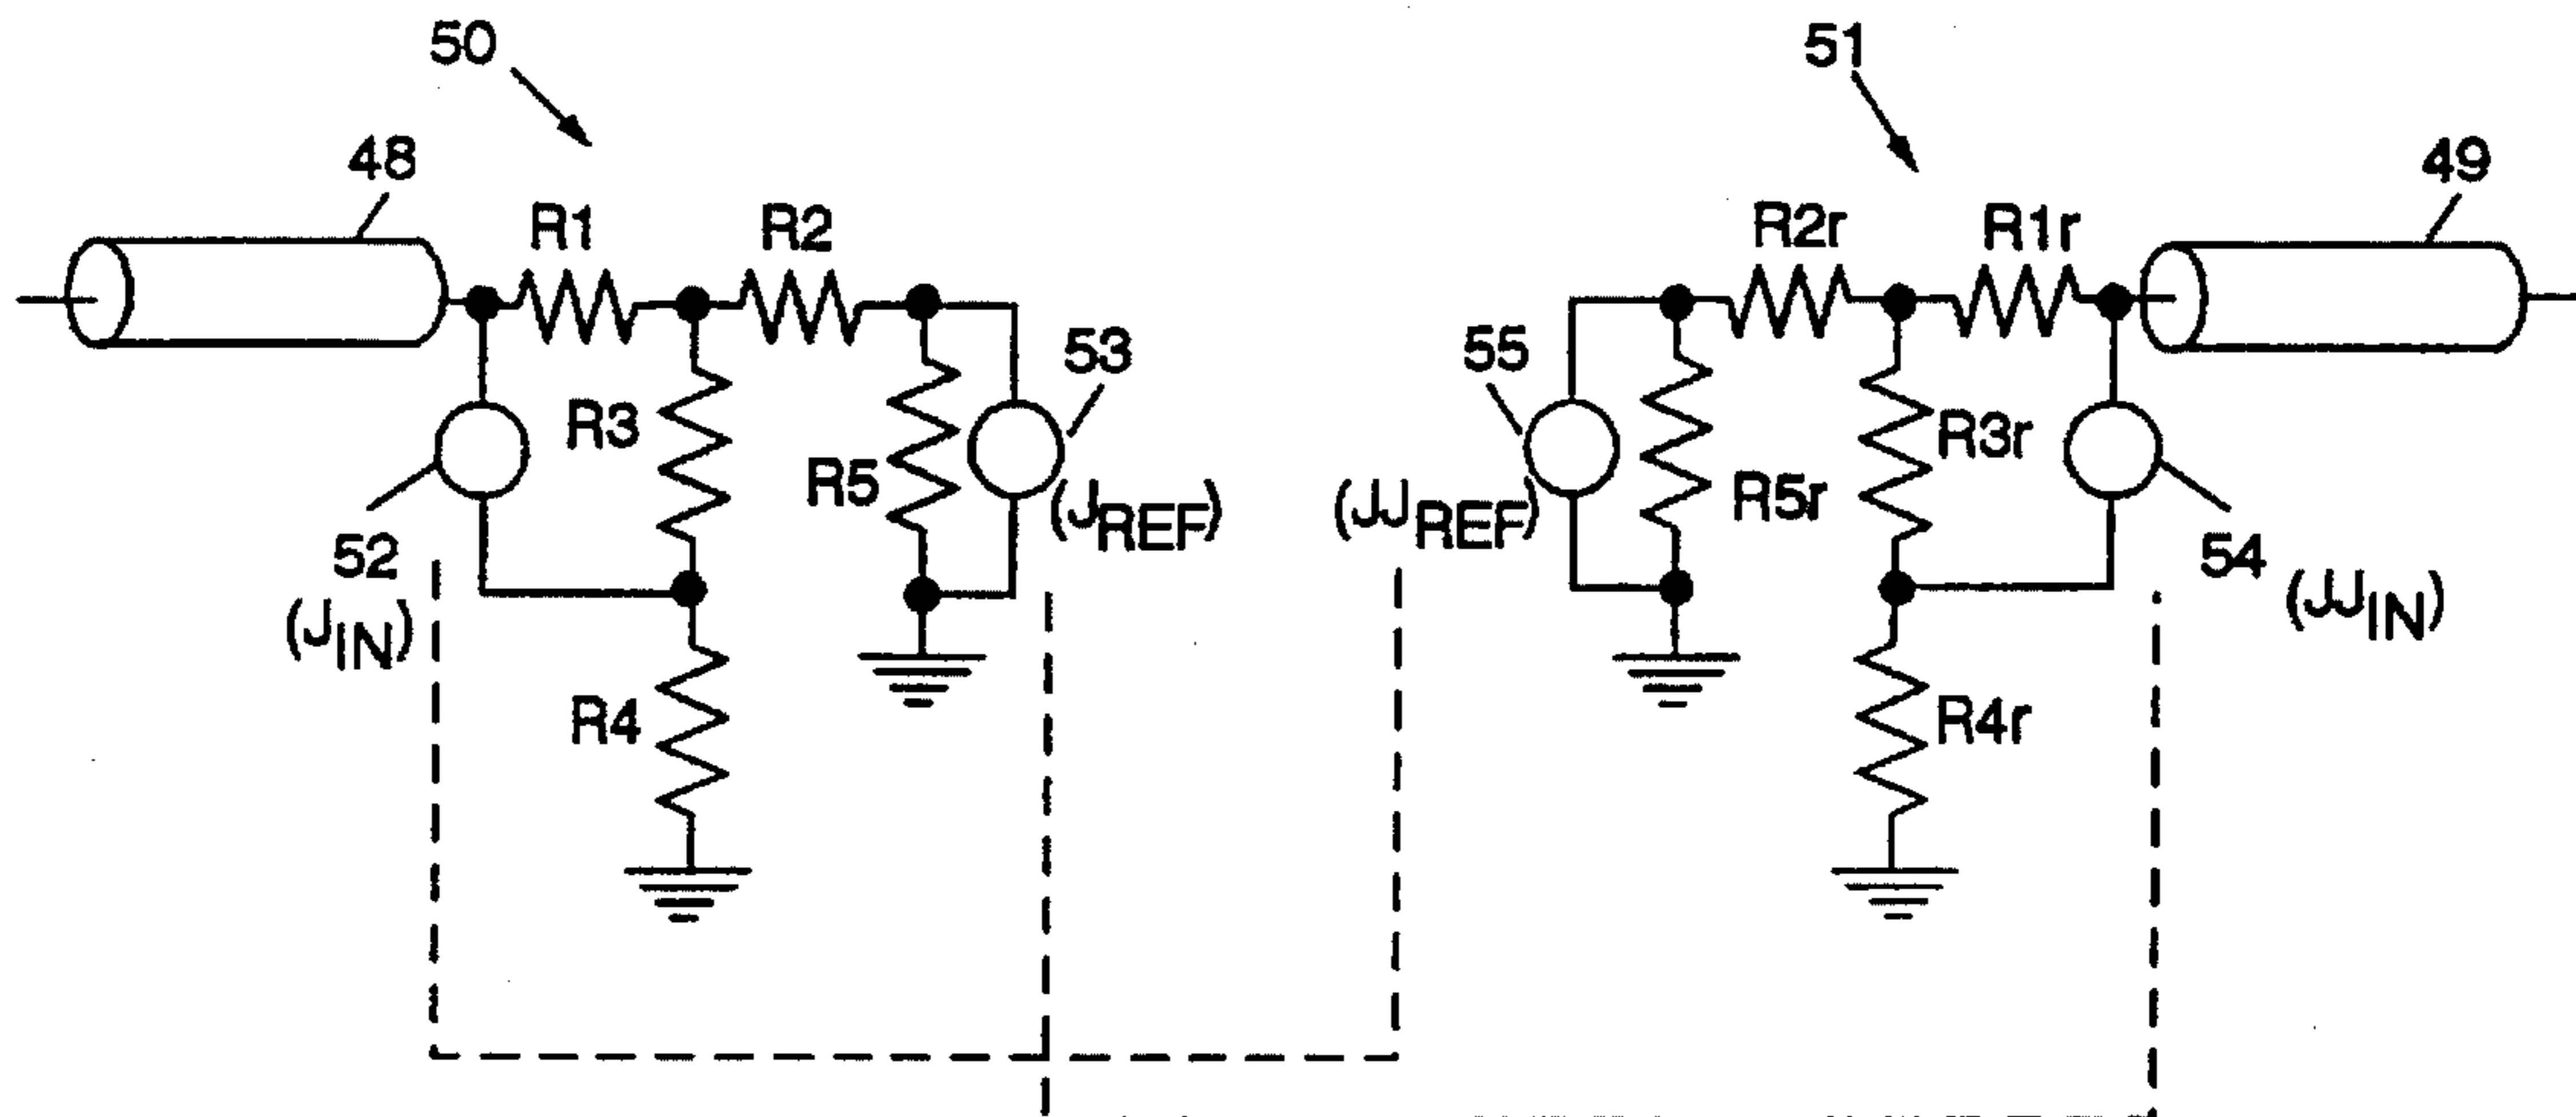 50
51
48
49
R1
R2
R2r
R1r
53
55
R3
R5
R3r
R5r
(JREF)
(JJREF)
52
(JIN)
54
(JJIN)
R4
R4r